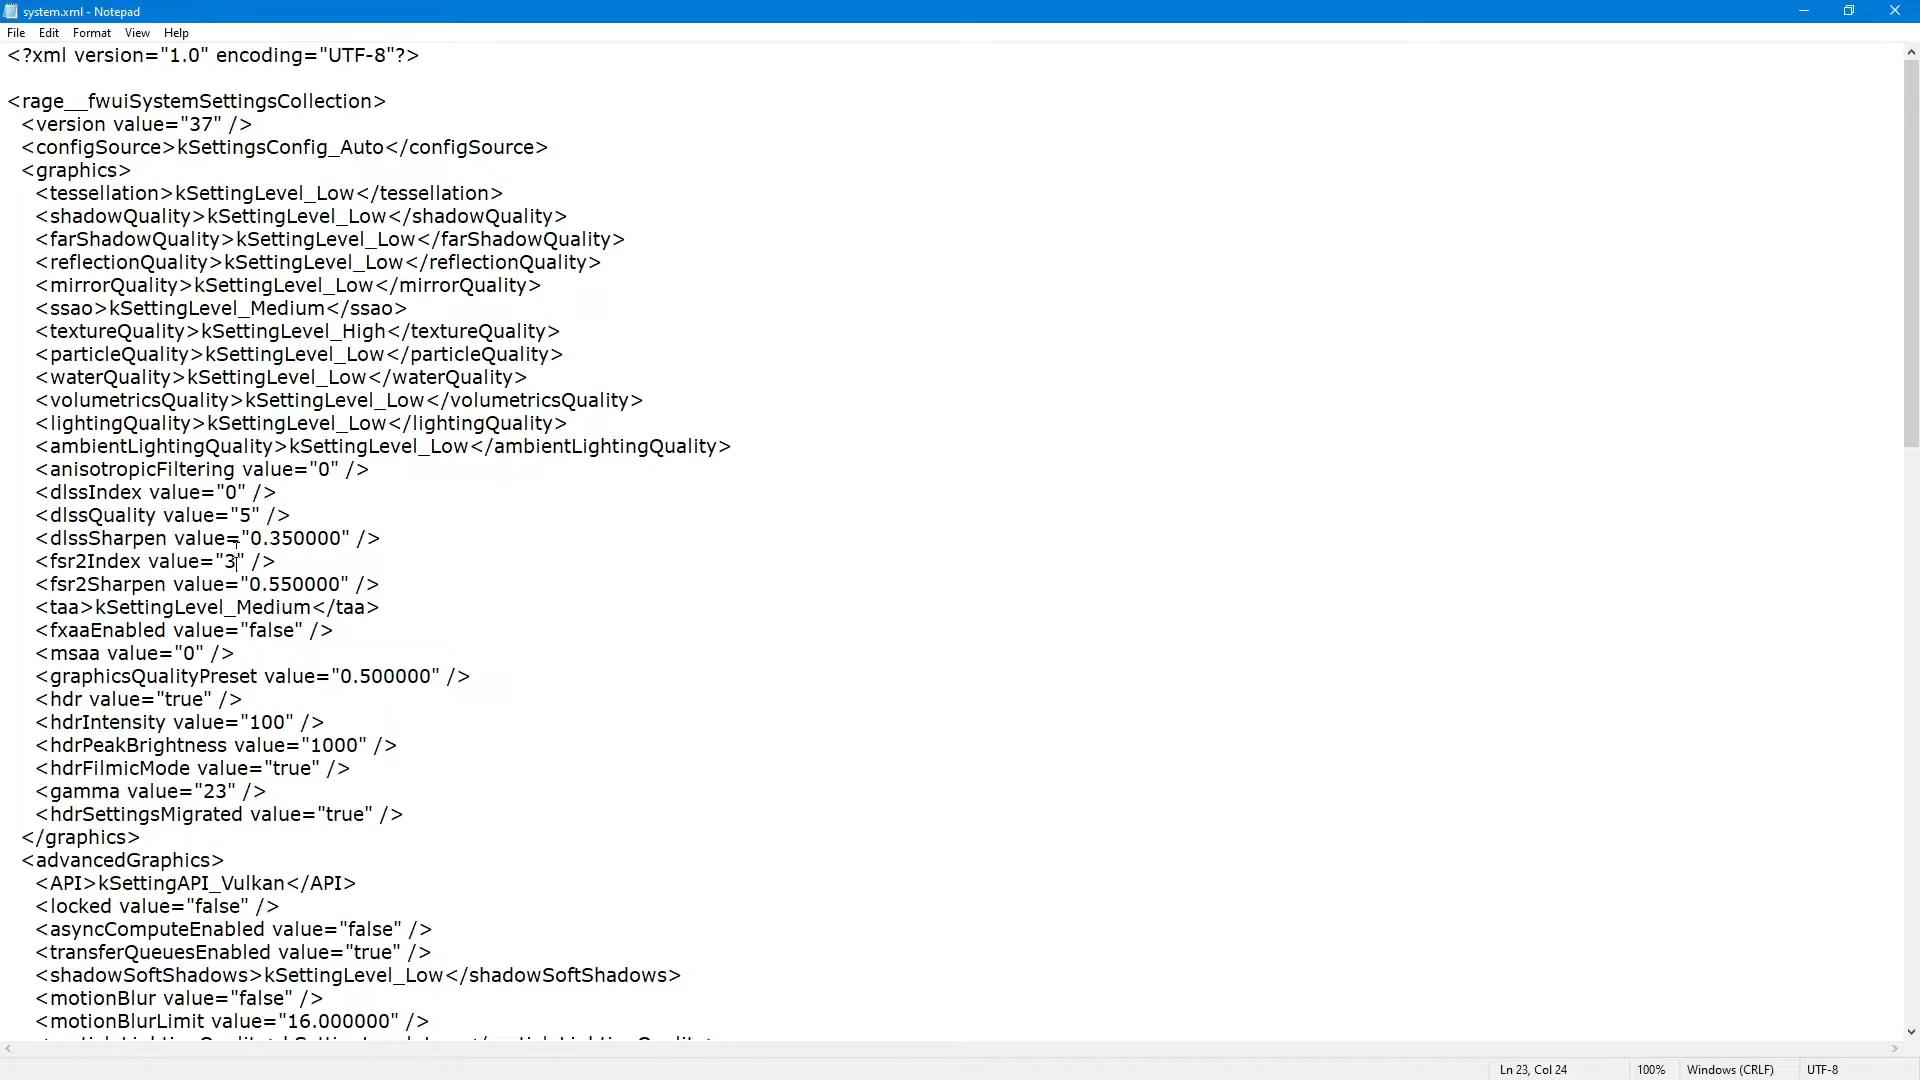 system.xml - Notepad
File Edit Format View Help
<?xml version="1.0" encoding="UTF-8"?>
<rage__fwuiSystemSettingsCollection>
<version value="37" />
<configSource>kSettingsConfig_Auto</configSource>
<graphics>
<tessellation>kSettingLevel_Low</tessellation>
<shadowQuality>kSettingLevel_Low</shadowQuality>
<farShadowQuality>kSettingLevel_Low</farShadowQuality>
<reflectionQuality>kSettingLevel_Low</reflectionQuality>
<mirrorQuality>kSettingLevel_Low</mirrorQuality>
<ssao>kSettingLevel_Medium</ssao>
<textureQuality>kSettingLevel_High</textureQuality>
<particleQuality>kSettingLevel_Low</particleQuality>
<waterQuality>kSettingLevel_Low</waterQuality>
<volumetricsQuality>kSettingLevel_Low</volumetricsQuality>
<lightingQuality>kSettingLevel_Low</lightingQuality>
<ambientLightingQuality>kSettingLevel_Low</ambientLightingQuality>
<anisotropicFiltering value="0" />
<dlssIndex value="0" />
<dlssQuality value="5" />
<dlssSharpen value="0.350000" />
<fsr2Index value="3" />
<fsr2Sharpen value="0.550000" />
<taa>kSettingLevel_Medium</taa>
<fxaaEnabled value="false" />
<msaa value="0" />
<graphicsQualityPreset value="0.500000" />
<hdr value="true" />
<hdrIntensity value="100" />
<hdrPeakBrightness value="1000" />
<hdrFilmicMode value="true" />
<gamma value="23" />
<hdrSettingsMigrated value="true" />
</graphics>
<advancedGraphics>
<API>kSettingAPI_Vulkan</API>
<locked value="false" />
<asyncComputeEnabled value="false" />
<transferQueuesEnabled value="true" />
<shadowSoftShadows>kSettingLevel_Low</shadowSoftShadows>
<motionBlur value="false" />
<motionBlurLimit value="16.000000" />
Ln 23, Col 24 100% Windows (CRLF) UTF-8